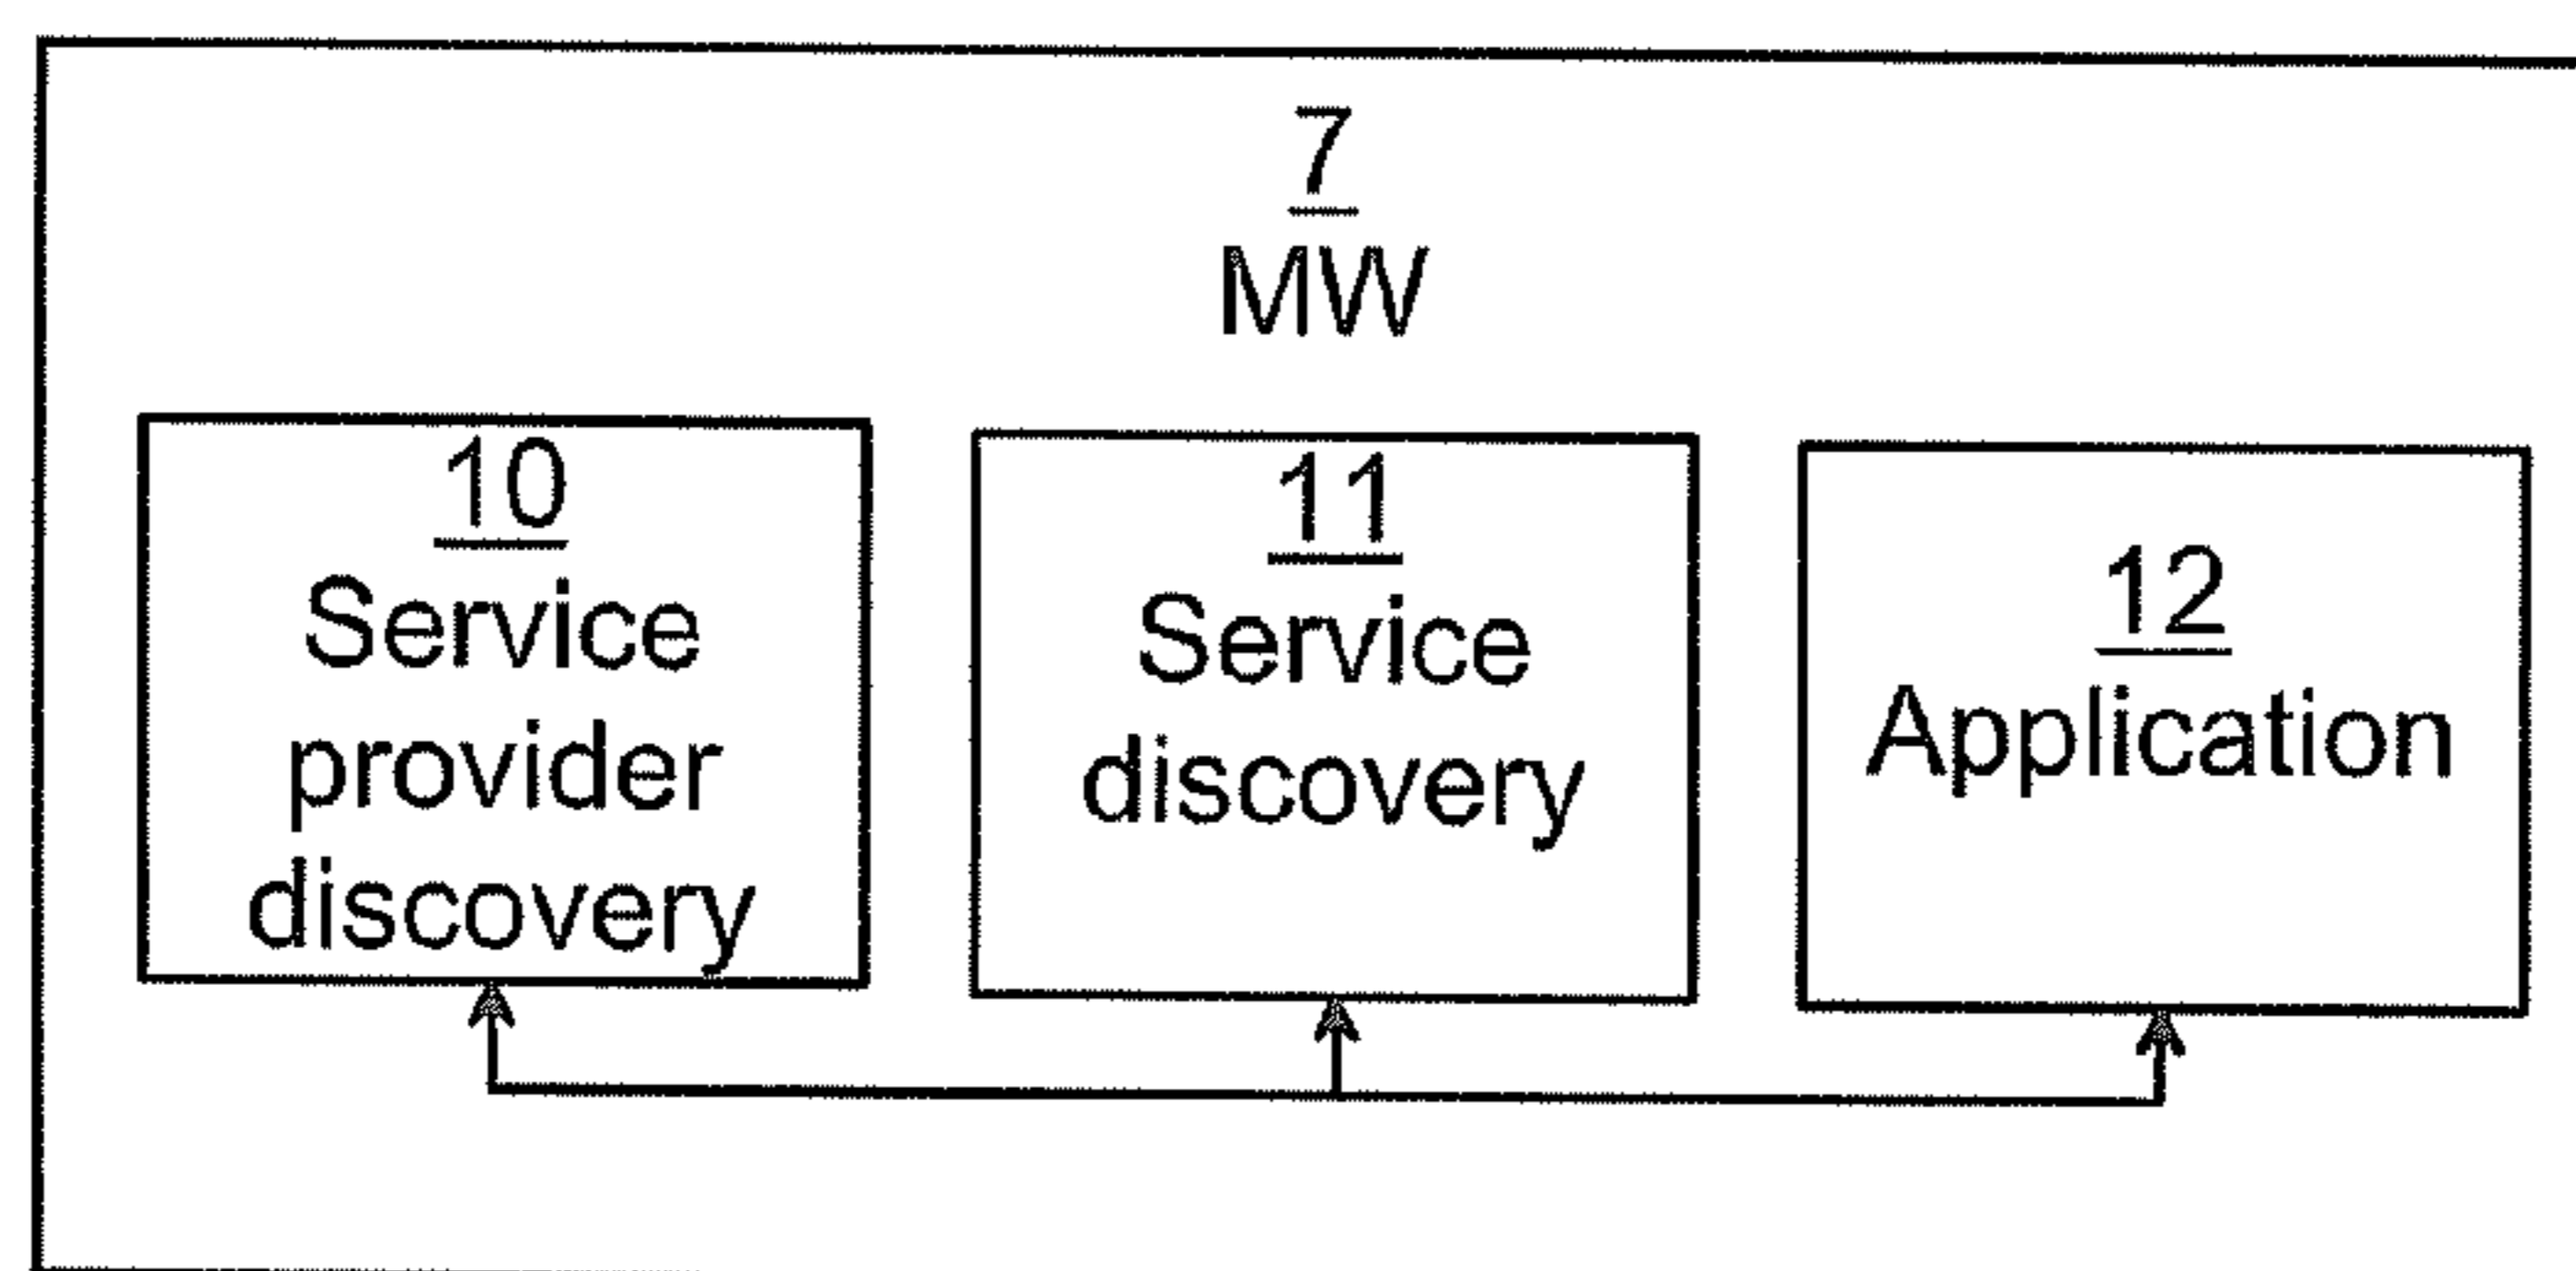 7
MW
10
Service
provider
discovery
11
Service
discovery
12
Application